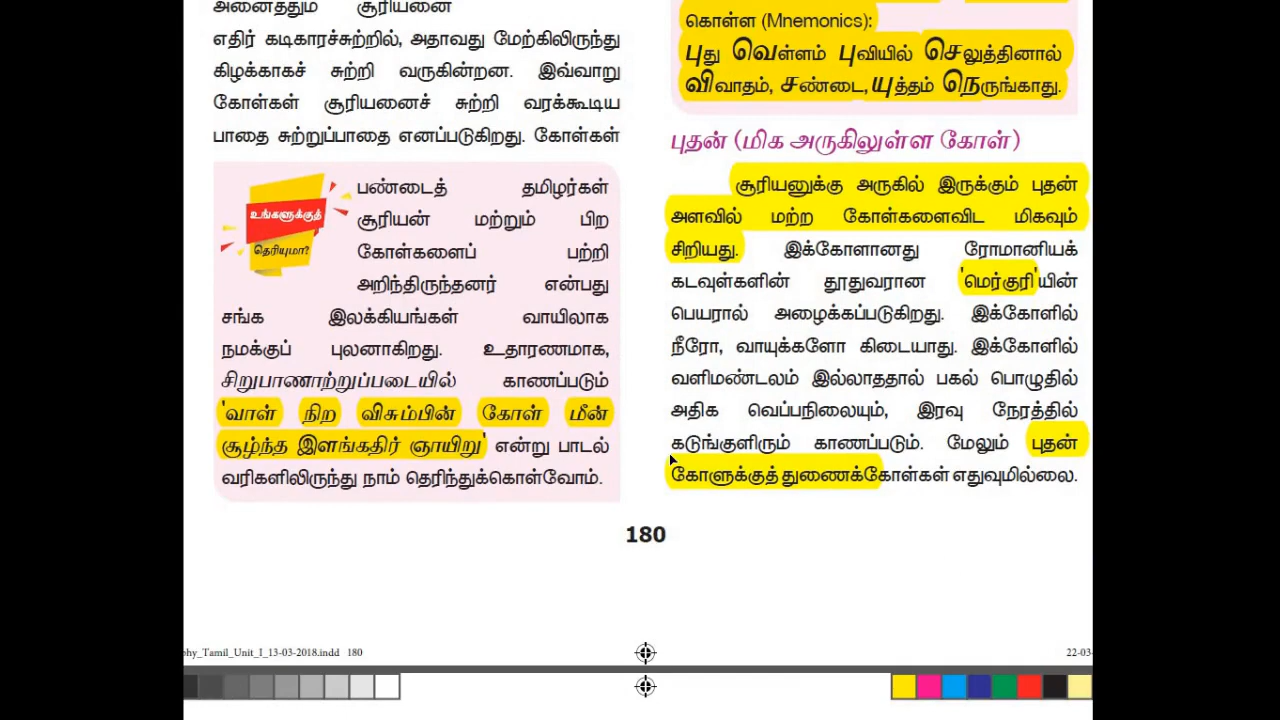 அனைத்தும் சூரியனை
எதிர் கடிகாரச்சுற்றில், அதாவது மேற்கிலிருந்து
கிழக்காகச் சுற்றி வருகின்றன. இவ்வாறு
கோள்கள் சூரியனைச் சுற்றி வரக்கூடிய
பாதை சுற்றுப்பாதை எனப்படுகிறது. கோள்கள்
உங்களுக்குத்
தெரியுமா?
பண்டைத் தமிழர்கள்
சூரியன் மற்றும் பிற
கோள்களைப் பற்றி
அறிந்திருந்தனர் என்பது
சங்க இலக்கியங்கள் வாயிலாக
நமக்குப் புலனாகிறது. உதாரணமாக,
சிறுபாணாற்றுப்படையில் காணப்படும்
'வாள் நிற விசும்பின் கோள் மீன்
சூழ்ந்த இளங்கதிர் ஞாயிறு' என்று பாடல்
வரிகளிலிருந்து நாம் தெரிந்துக்கொள்வோம்.
கொள்ள (Mnemonics):
புது வெள்ளம் புவியில் செலுத்தினால்
விவாதம், சண்டை, யுத்தம் நெருங்காது.
புதன் (மிக அருகிலுள்ள கோள்)
சூரியனுக்கு அருகில் இருக்கும் புதன்
அளவில் மற்ற கோள்களைவிட மிகவும்
சிறியது. இக்கோளானது ரோமானியக்
கடவுள்களின் தூதுவரான 'மெர்குரி'யின்
பெயரால் அழைக்கப்படுகிறது. இக்கோளில்
நீரோ, வாயுக்களோ கிடையாது. இக்கோளில்
வளிமண்டலம் இல்லாததால் பகல் பொழுதில்
அதிக வெப்பநிலையும், இரவு நேரத்தில்
கடுங்குளிரும் காணப்படும். மேலும் புதன்
கோளுக்குத் துணைக்கோள்கள் எதுவுமில்லை.
180
phy_Tamil_Unit_1_13-03-2018.indd 180
22-03-